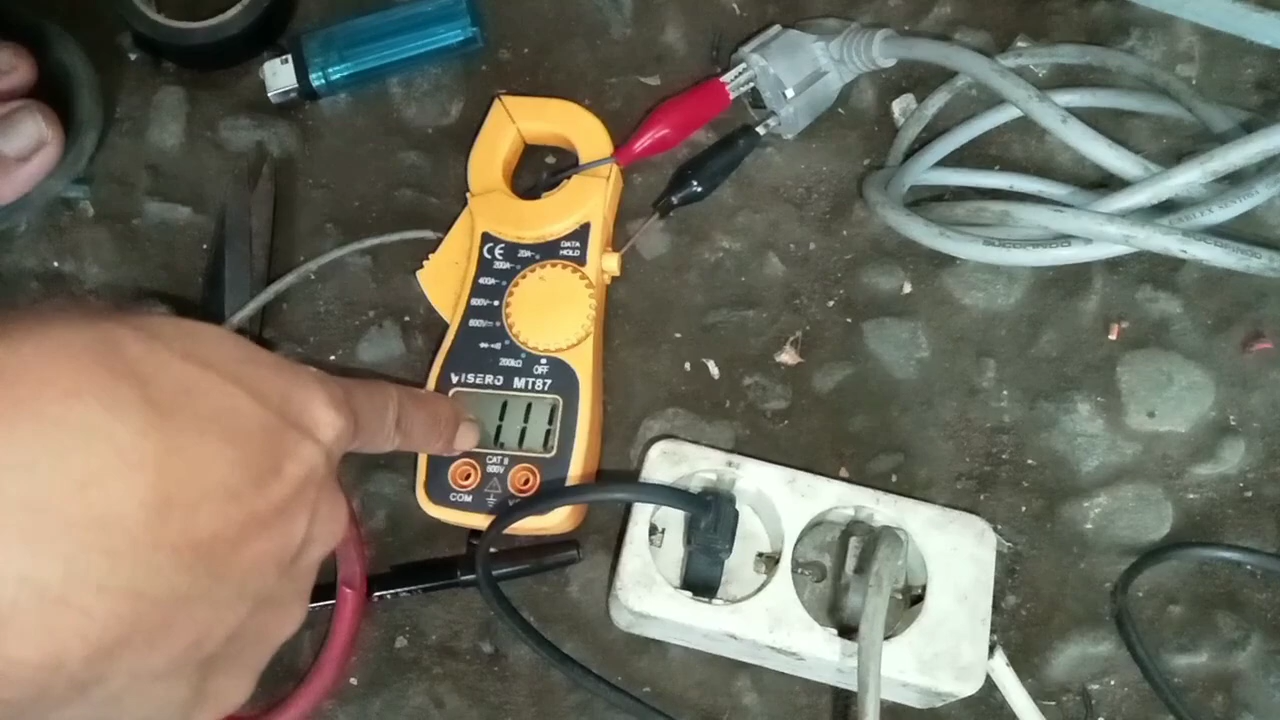 CE
DATA
HOLD
20A~
200A~
400A~
600V~
600V
200kΩ
OFF
VISERO MT87
1.11
CAT II
600V
COM